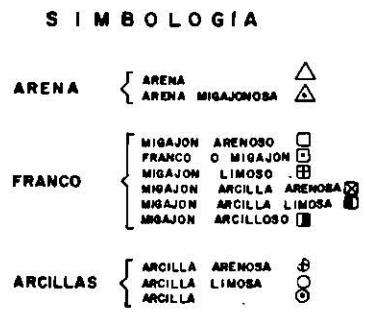 SIMBOLOGÍA
ARENA
ARENA
ARENA MIGAJONOSA
FRANCO
MIGAJON ARENOSO
FRANCO O MIGAJON
MIGAJON LIMOSO
MIGAJON ARCILLA ARENOSA
MIGAJON ARCILLA LIMOSA
MIGAJON ARCILLOSO
ARCILLAS
ARCILLA ARENOSA
ARCILLA LIMOSA
ARCILLA